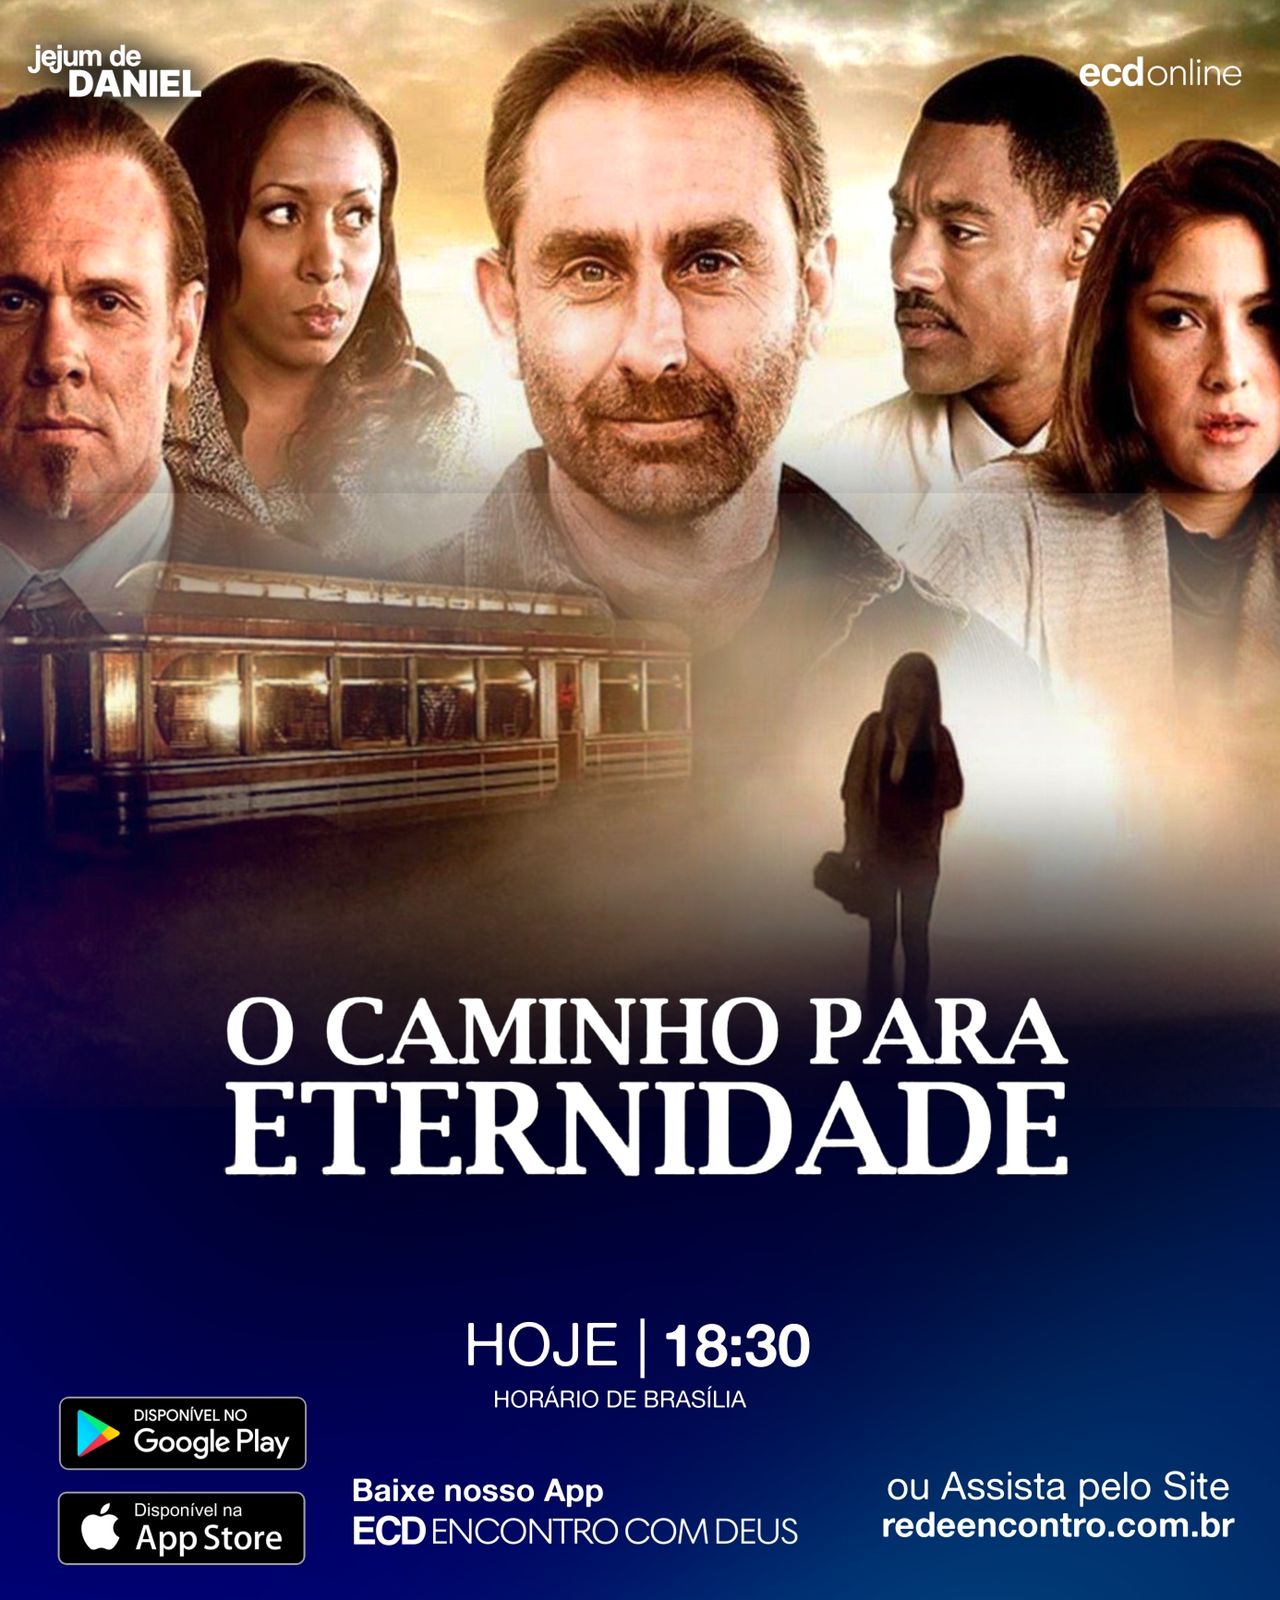 jejum de
DANIEL
ecdonline
O CAMINHO PARA
ETERNIDADE
HOJE | 18:30
HORÁRIO DE BRASÍLIA
DISPONÍVEL NO
Google Play
Disponível na
App Store
Baixe nosso App
ECD ENCONTRO COM DEUS
ou Assista pelo Site
redeencontro.com.br